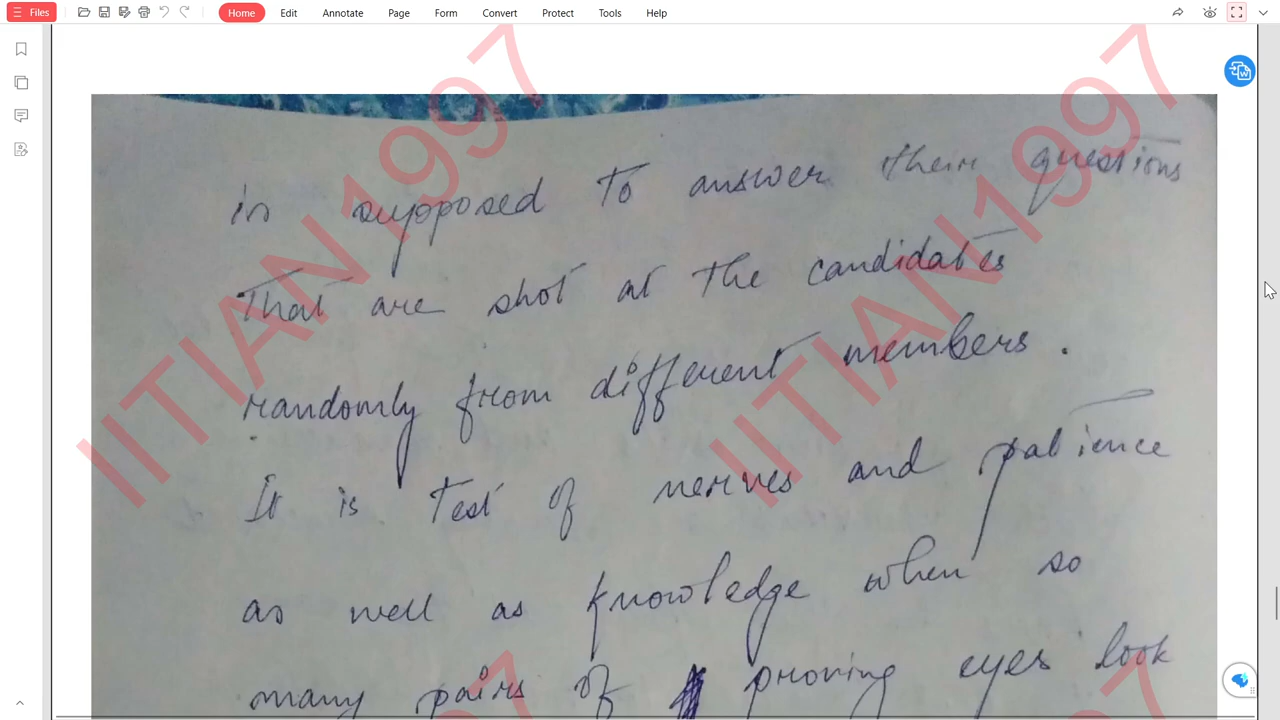 Files
Home Edit Annotate Page Form Convert Protect Tools Help
is supposed to answer their questions
that are shot at the candidates
randomly from different members.
It is test of nerves and patience
as well as knowledge when so
many pairs of proving eyes look
IITIAN1997
IITIAN1997